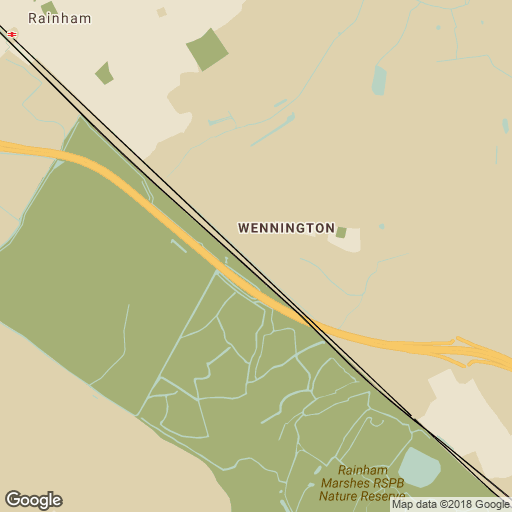 Rainham
WENNINGTON
Rainham
Marshes RSPB
Nature Reserve
Google
Map data ©2018 Google